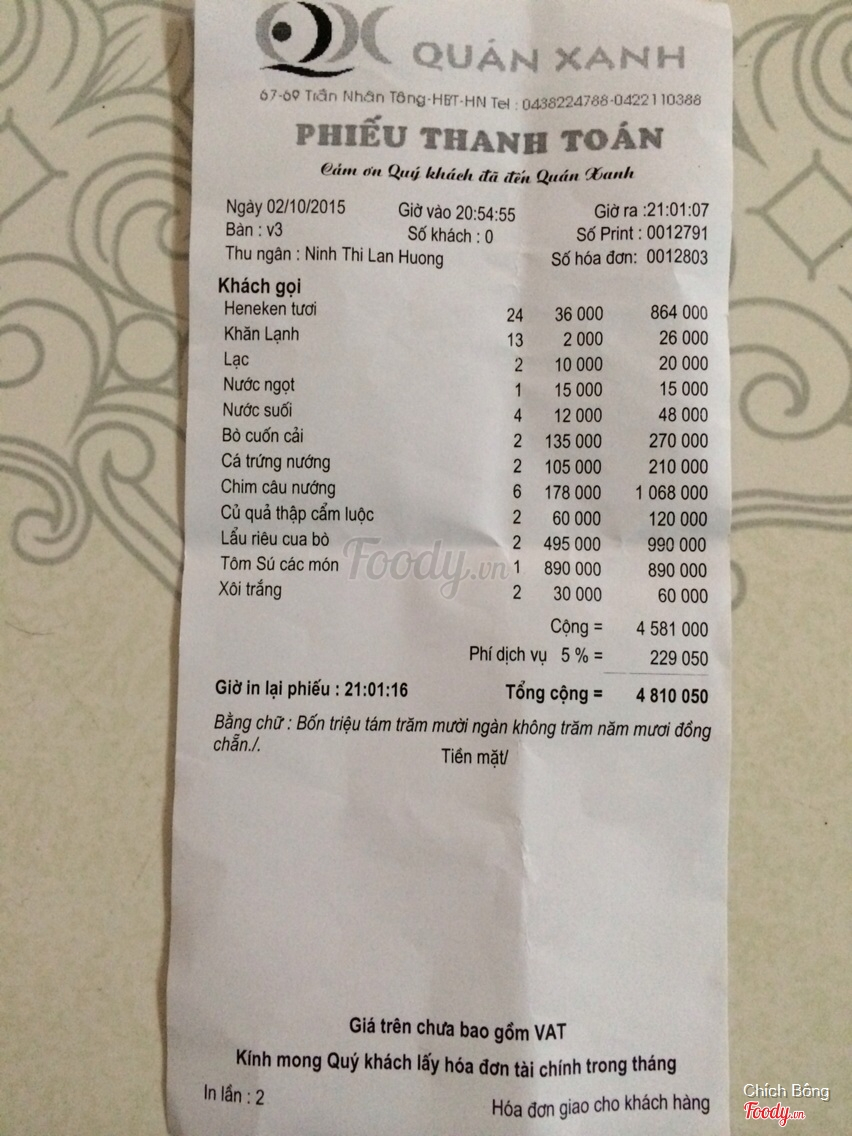 QX QUÁN XANH
67-69 Trần Nhân Tông-HBT-HN Tel : 0438224788-0422110388
PHIẾU THANH TOÁN
Cảm ơn Quý khách đã đến Quán Xanh
Ngày 02/10/2015 Giờ vào 20:54:55 Giờ ra :21:01:07
Bàn : v3 Số khách : 0 Số Print : 0012791
Thu ngân : Ninh Thi Lan Huong Số hóa đơn: 0012803
Khách gọi
Heneken tươi 24 36 000 864 000
Khăn Lạnh 13 2 000 26 000
Lạc 2 10 000 20 000
Nước ngọt 1 15 000 15 000
Nước suối 4 12 000 48 000
Bò cuốn cải 2 135 000 270 000
Cá trứng nướng 2 105 000 210 000
Chim câu nướng 6 178 000 1 068 000
Củ quả thập cẩm luộc 2 60 000 120 000
Lẩu riêu cua bò 2 495 000 990 000
Tôm Sú các món 1 890 000 890 000
Xôi trắng 2 30 000 60 000
Foody.vn
Cộng = 4 581 000
Phí dịch vụ 5 % = 229 050
Giờ in lại phiếu : 21:01:16 Tổng cộng = 4 810 050
Bằng chữ : Bốn triệu tám trăm mười ngàn không trăm năm mươi đồng
chẵn./.
Tiền mặt/
Giá trên chưa bao gồm VAT
Kính mong Quý khách lấy hóa đơn tài chính trong tháng
In lần : 2 Hóa đơn giao cho khách hàng
Chích Bông
Foody.vn